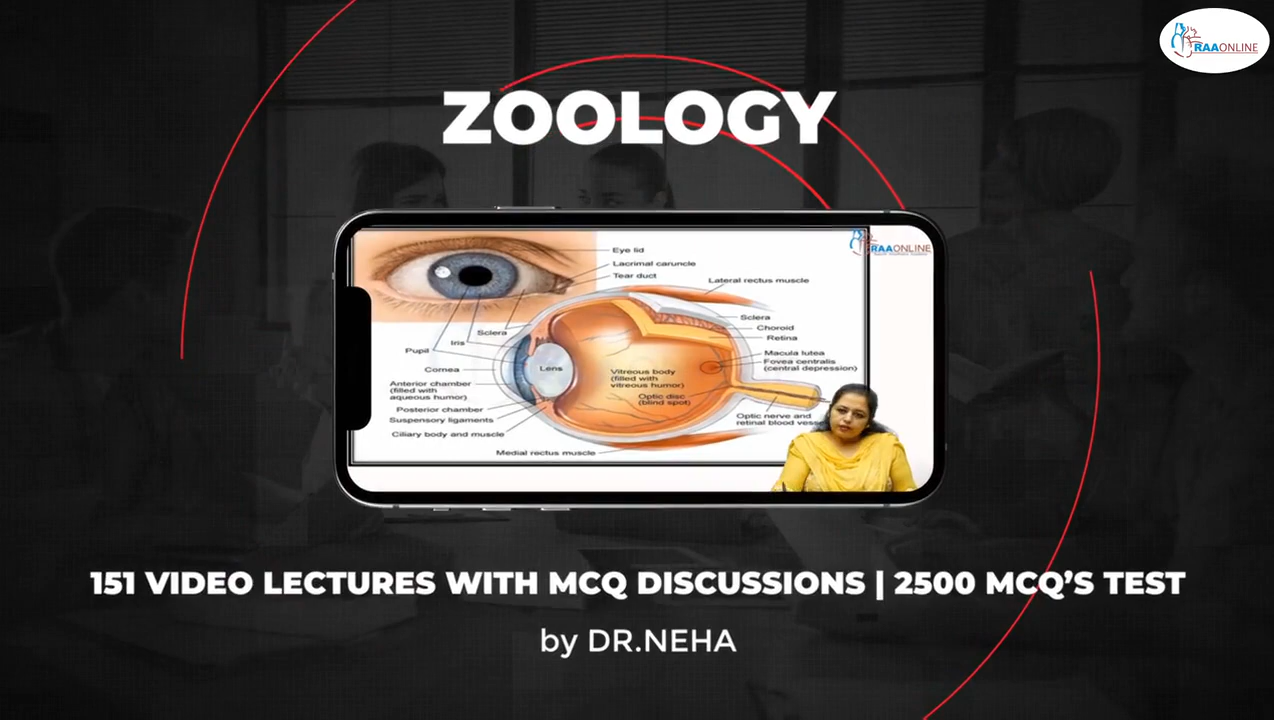 RAAONLINE
ZOOLOGY
RAAONLINE
Eye lid
Lacrimal caruncle
Tear duct
Lateral rectus muscle
Sclera
Choroid
Retina
Macula lutea
Fovea centralis
(central depression)
Sclera
Iris
Pupil
Cornea
Lens
Anterior chamber
(filled with
aqueous humor)
Vitreous body
(filled with
vitreous humor)
Optic disc
(blind spot)
Posterior chamber
Suspensory ligaments
Ciliary body and muscle
Optic nerve and
retinal blood
Medial rectus muscle
151 VIDEO LECTURES WITH MCQ DISCUSSIONS | 2500 MCQ’S TEST
by DR.NEHA